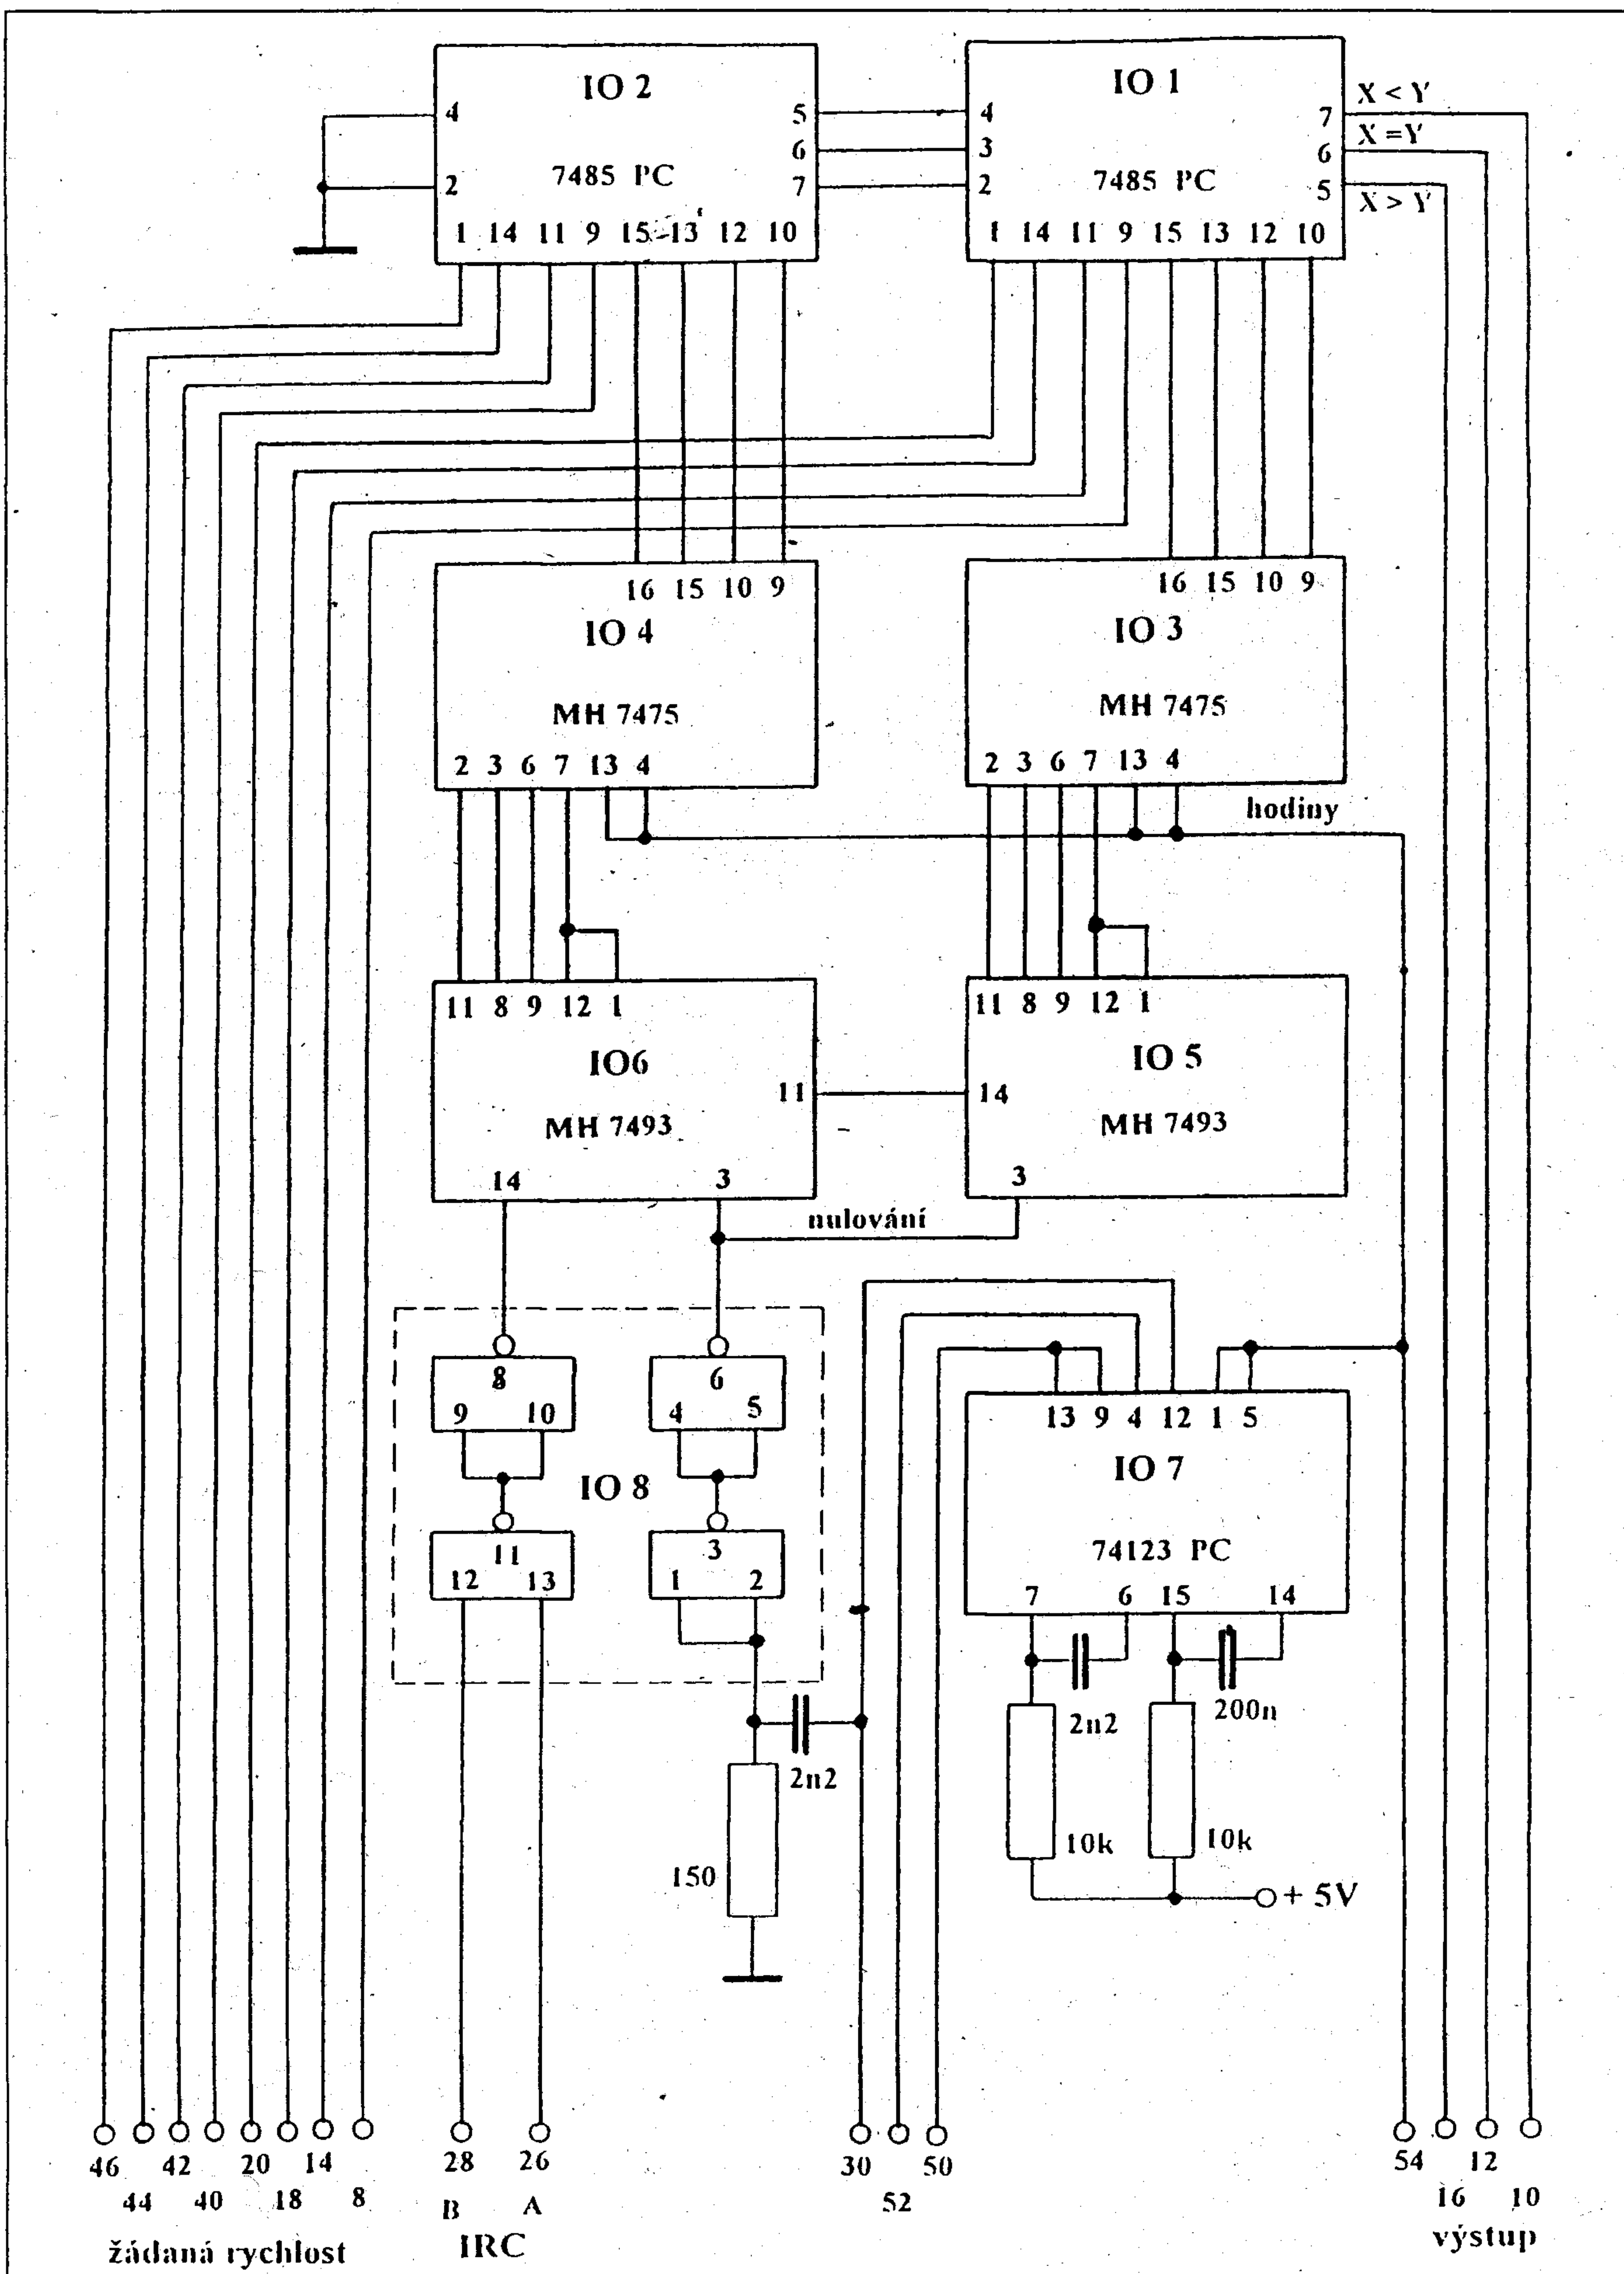 IO 2
IO 1
X < Y
4
5
4
7
X =Y
6
3
6
7485 PC
7485 PC
2
7
2
5
X > Y
1 14 11 9 15 13 12 10
1 14 11 9 15 13 12 10
16 15 10 9
16 15 10 9
IO 4
IO 3
MH 7475
MH 7475
2 3 6 7 13 4
2 3 6 7 13 4
hodiny
11 8 9 12 1
11 8 9 12 1
IO6
IO 5
11
14
MH 7493
MH 7493
14
3
3
nulování
8
6
9 10
4 5
13 9 4 12 1 5
IO 8
IO 7
11
3
74123 PC
12 13
1 2
7 6 15 14
2n2
200n
2n2
150
10k
10k
+ 5V
46 42 20 14
28
26
30
50
54
12
44 40 18 8
B
A
52
16
10
žádaná rychlost
IRC
výstup